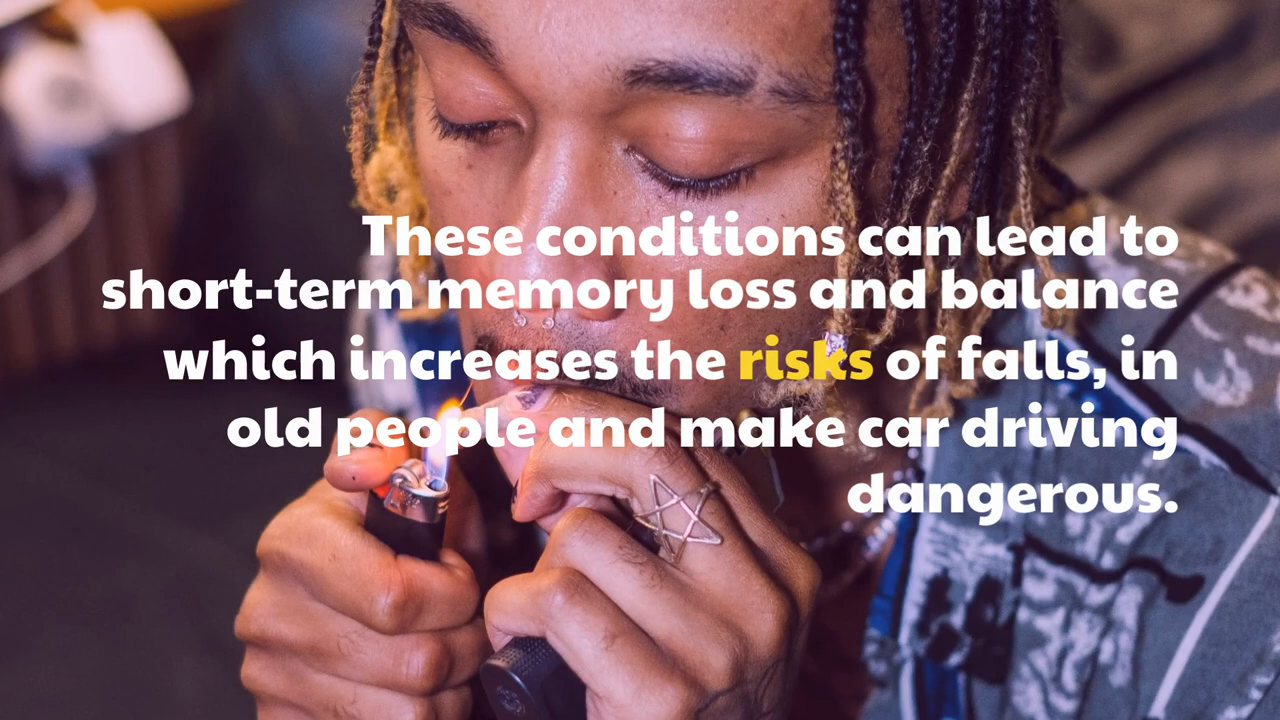 These conditions can lead to
short-term memory loss and balance
which increases the risks of falls, in
old people and make car driving
dangerous.